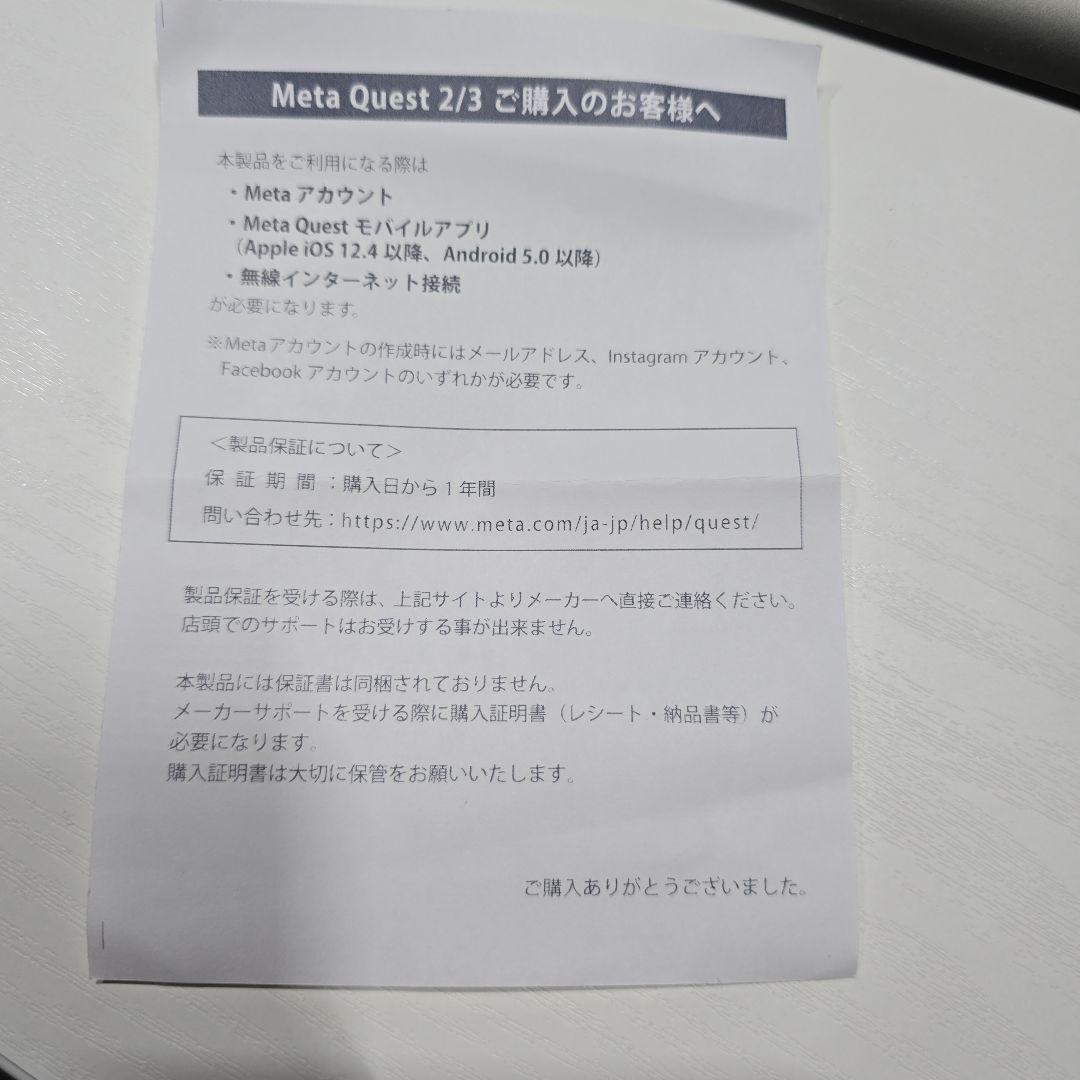 Meta Quest 2/3 ご購入のお客様へ
本製品をご利用になる際は
・Meta アカウント
・Meta Quest モバイルアプリ
（Apple iOS 12.4 以降、Android 5.0 以降）
・無線インターネット接続
が必要になります。
※Metaアカウントの作成時にはメールアドレス、Instagram アカウント、
Facebook アカウントのいずれかが必要です。
＜製品保証について＞
保証期間：購入日から1年間
問い合わせ先：https://www.meta.com/ja-jp/help/quest/
製品保証を受ける際は、上記サイトよりメーカーへ直接ご連絡ください。
店頭でのサポートはお受けする事が出来ません。
本製品には保証書は同梱されておりません。
メーカーサポートを受ける際に購入証明書（レシート・納品書等）が
必要になります。
購入証明書は大切に保管をお願いいたします。
ご購入ありがとうございました。